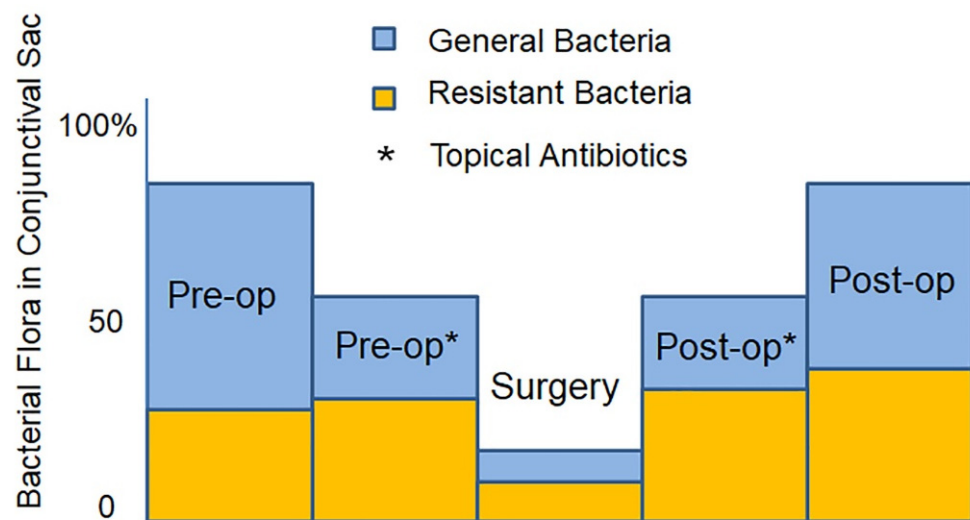 General Bacteria
Resistant Bacteria
* Topical Antibiotics
Bacterial Flora in Conjunctival Sac
100%
50
0
Pre-op
Pre-op*
Surgery
Post-op*
Post-op